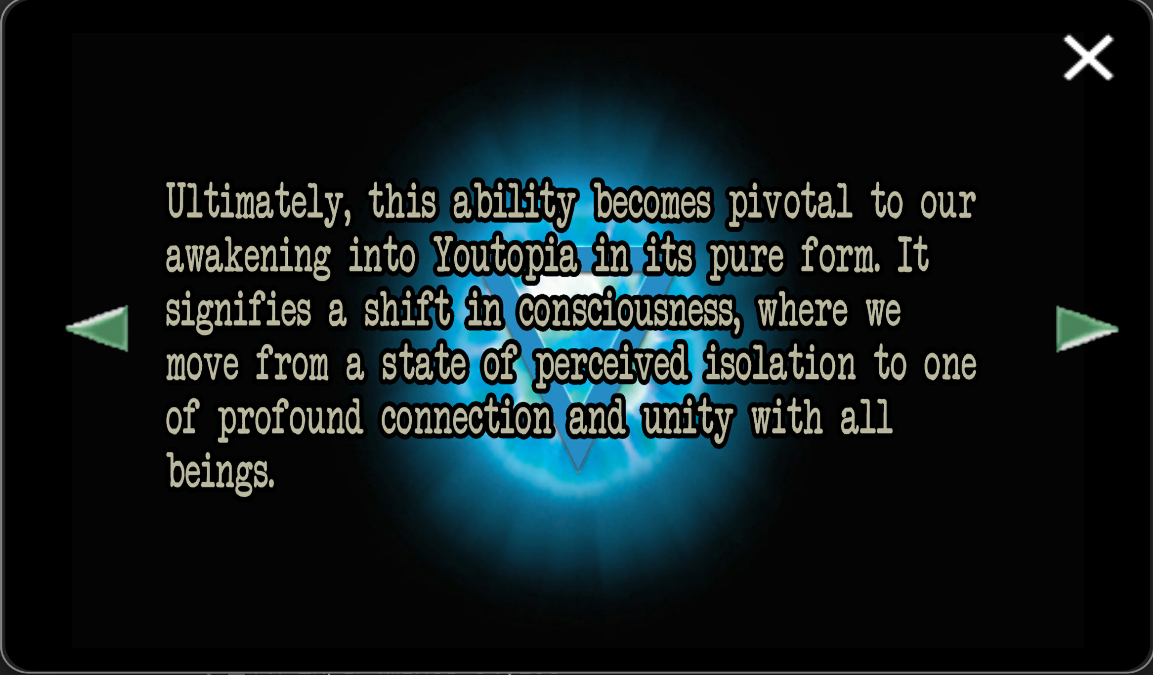 Ultimately, this ability becomes pivotal to our
awakening into Youtopia in its pure form. It
signifies a shift in consciousness, where we
move from a state of perceived isolation to one
of profound connection and unity with all
beings.